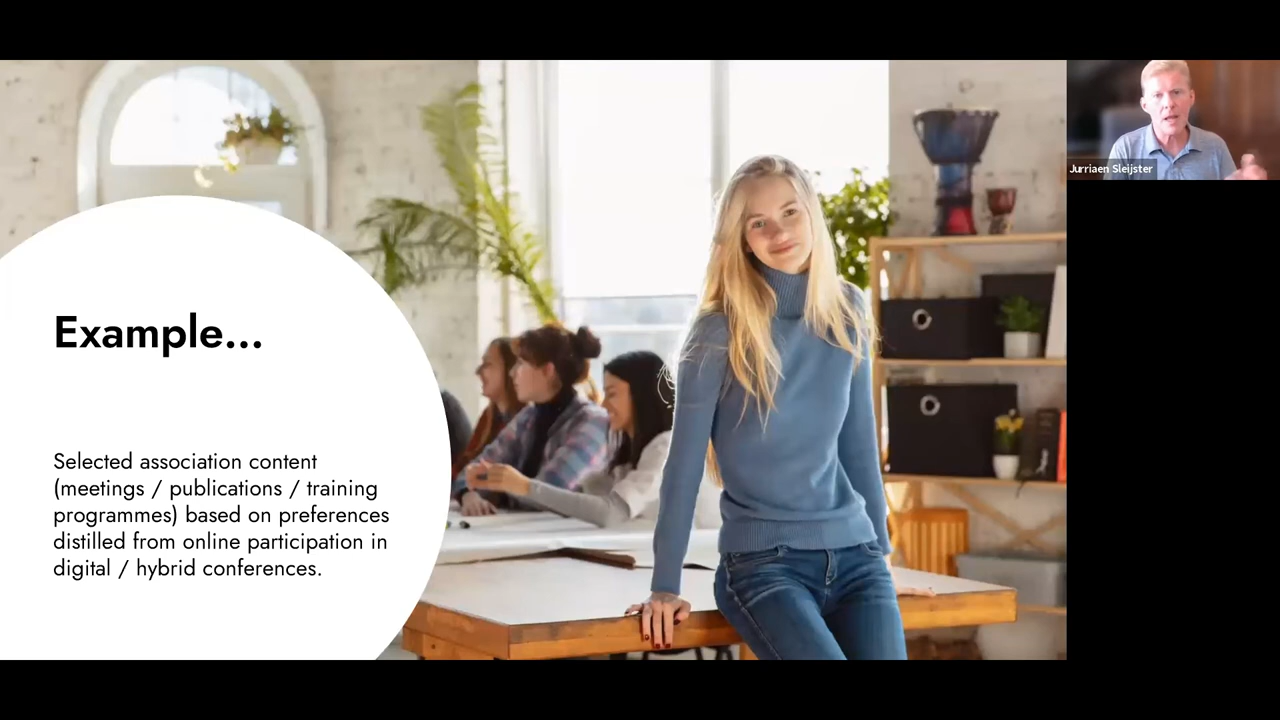 Jurriaen Sleijster
Example...
Selected association content
(meetings / publications / training
programmes) based on preferences
distilled from online participation in
digital / hybrid conferences.